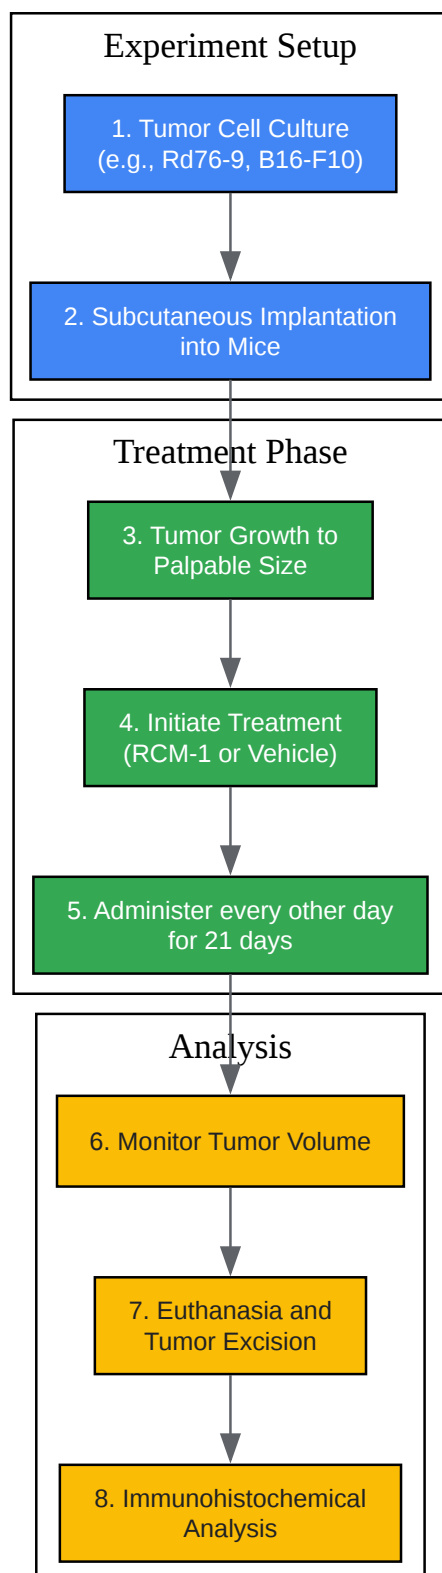 Experiment Setup
1. Tumor Cell Culture
(e.g., Rd76-9, B16-F10)
2. Subcutaneous Implantation
into Mice
Treatment Phase
3. Tumor Growth to
Palpable Size
4. Initiate Treatment
(RCM-1 or Vehicle)
5. Administer every other day
for 21 days
Analysis
6. Monitor Tumor Volume
7. Euthanasia and
Tumor Excision
8. Immunohistochemical
Analysis